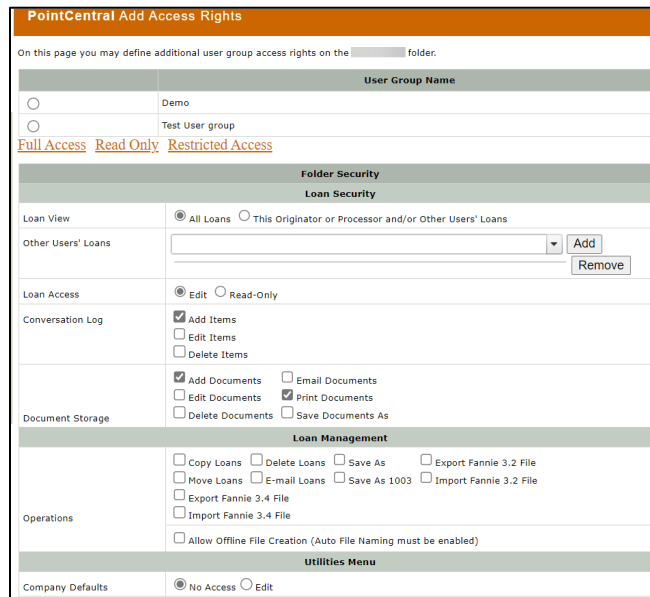 PointCentral Add Access Rights
On this page you may define additional user group access rights on the folder.
User Group Name
Demo
Test User group
Full Access Read Only Restricted Access
Folder Security
Loan Security
Loan View All Loans This Originator or Processor and/or Other Users' Loans
Other Users' Loans Add
Remove
Loan Access Edit Read-Only
Conversation Log Add Items
Edit Items
Delete Items
Add Documents Email Documents
Edit Documents Print Documents
Document Storage Delete Documents Save Documents As
Loan Management
Copy Loans Delete Loans Save As Export Fannie 3.2 File
Move Loans E-mail Loans Save As 1003 Import Fannie 3.2 File
Export Fannie 3.4 File
Operations Import Fannie 3.4 File
Allow Offline File Creation (Auto File Naming must be enabled)
Utilities Menu
Company Defaults No Access Edit